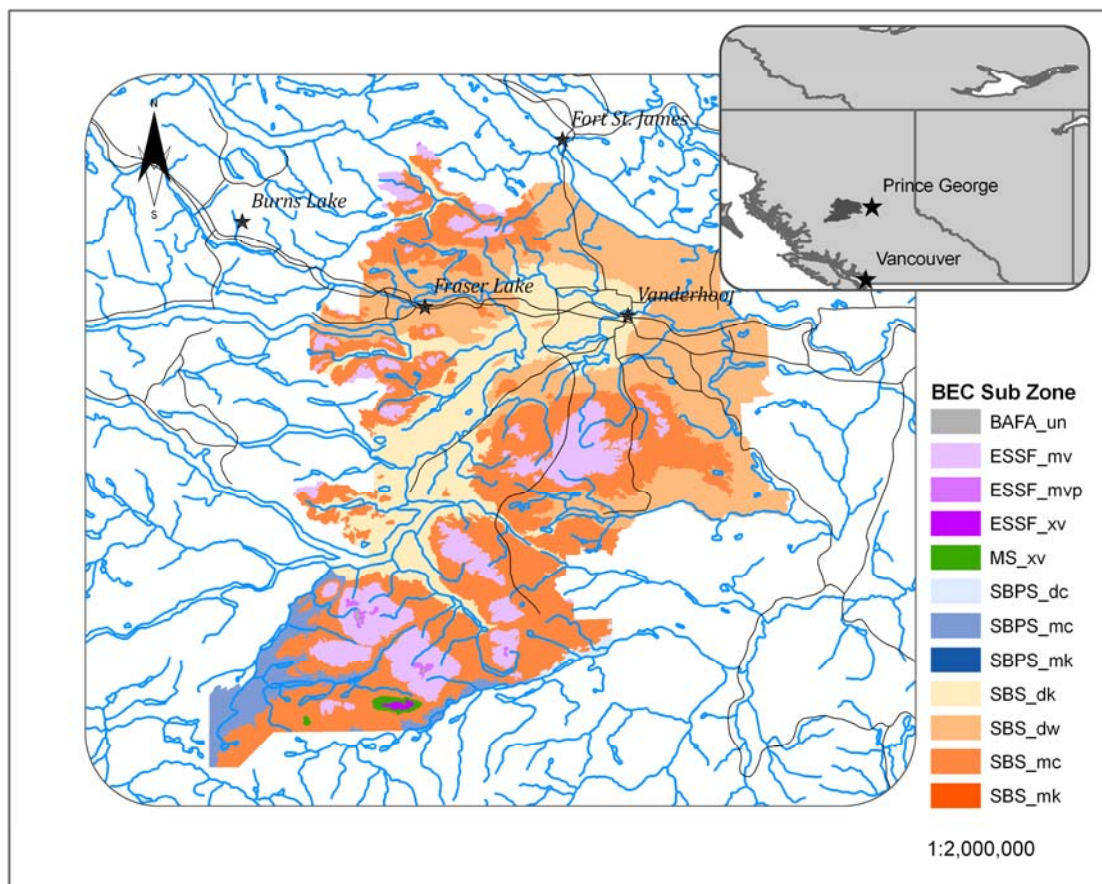 N
S
Fort St. James
Burns Lake
Fraser Lake
Vanderhoof
Prince George
Vancouver
BEC Sub Zone
BAFA_un
ESSF_mv
ESSF_mvp
ESSF_xv
MS_xv
SBPS_dc
SBPS_mc
SBPS_mk
SBS_dk
SBS_dw
SBS_mc
SBS_mk
1:2,000,000